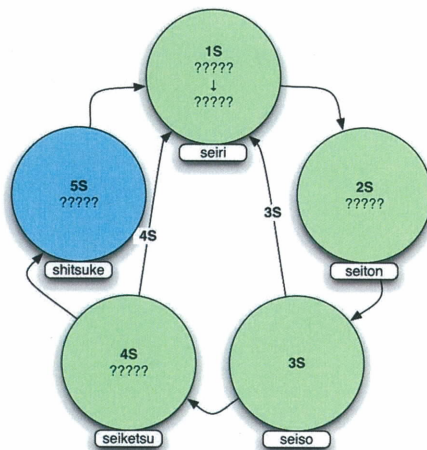 1S
?????
↓
?????
seiri
5S
?????
shitsuke
2S
?????
seiton
4S
3S
4S
?????
seiketsu
3S
seiso